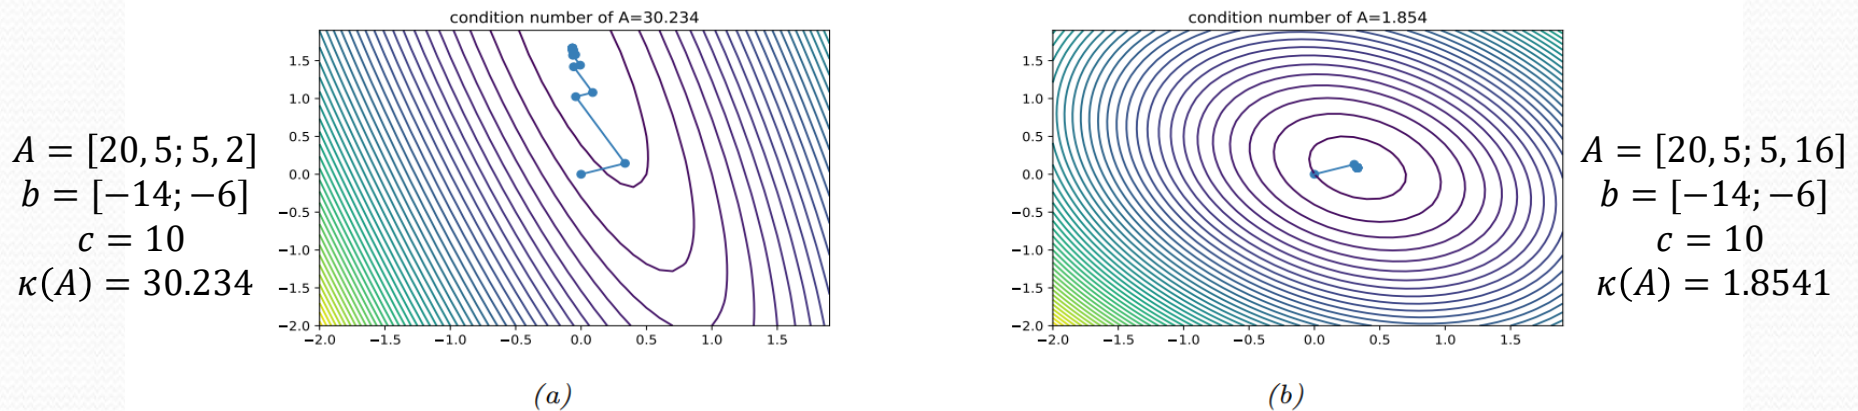 A = [20, 5; 5, 2]
b = [−14; −6]
c = 10
κ(A) = 30.234
condition number of A=30.234
1.5
1.0
0.5
0.0
−0.5
−1.0
−1.5
−2.0
−2.0 −1.5 −1.0 −0.5 0.0 0.5 1.0 1.5
(a)
condition number of A=1.854
1.5
1.0
0.5
0.0
−0.5
−1.0
−1.5
−2.0
−2.0 −1.5 −1.0 −0.5 0.0 0.5 1.0 1.5
(b)
A = [20, 5; 5, 16]
b = [−14; −6]
c = 10
κ(A) = 1.8541